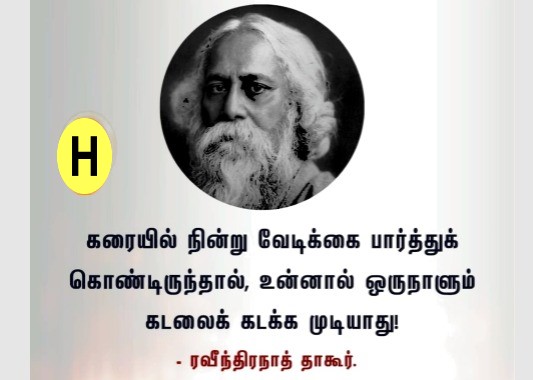 H
கரையில் நின்று வேடிக்கை பார்த்துக்
கொண்டிருந்தால், உன்னால் ஒருநாளும்
கடலைக் கடக்க முடியாது!
- ரவீந்திரநாத் தாகூர்.